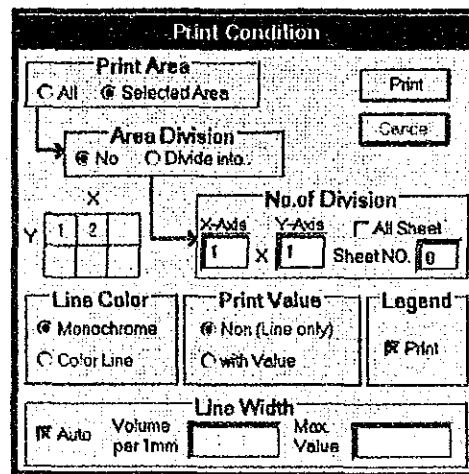 Print Condition
Print Area
All Selected Area
Print
Cancel
Area Division
No Divide into..
No.of Division
X-Axis Y-Axis All Sheet
1 X 1 Sheet NO. 0
X
Y 1 2
Line Color
Monochrome
Color Line
Print Value
Non (Line only)
with Value
Legend
Print
Line Width
Auto Volume per 1mm Max. Value